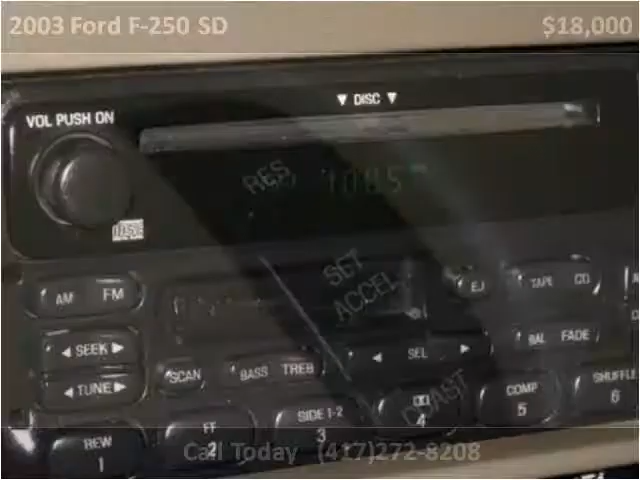 2003 Ford F-250 SD $18,000
▼ DISC ▼
VOL PUSH ON
RES
SET
ACCEL
AM FM
EJ
TAPE CD
◄ SEEK ►
◄ TUNE ►
SCAN
BASS TREB
◄ SEL ►
BAL FADE
SHUFFLE
COAST
REW
1
FF
2
SIDE 1-2
3
4
COMP
5
6
Call Today (417)272-8208